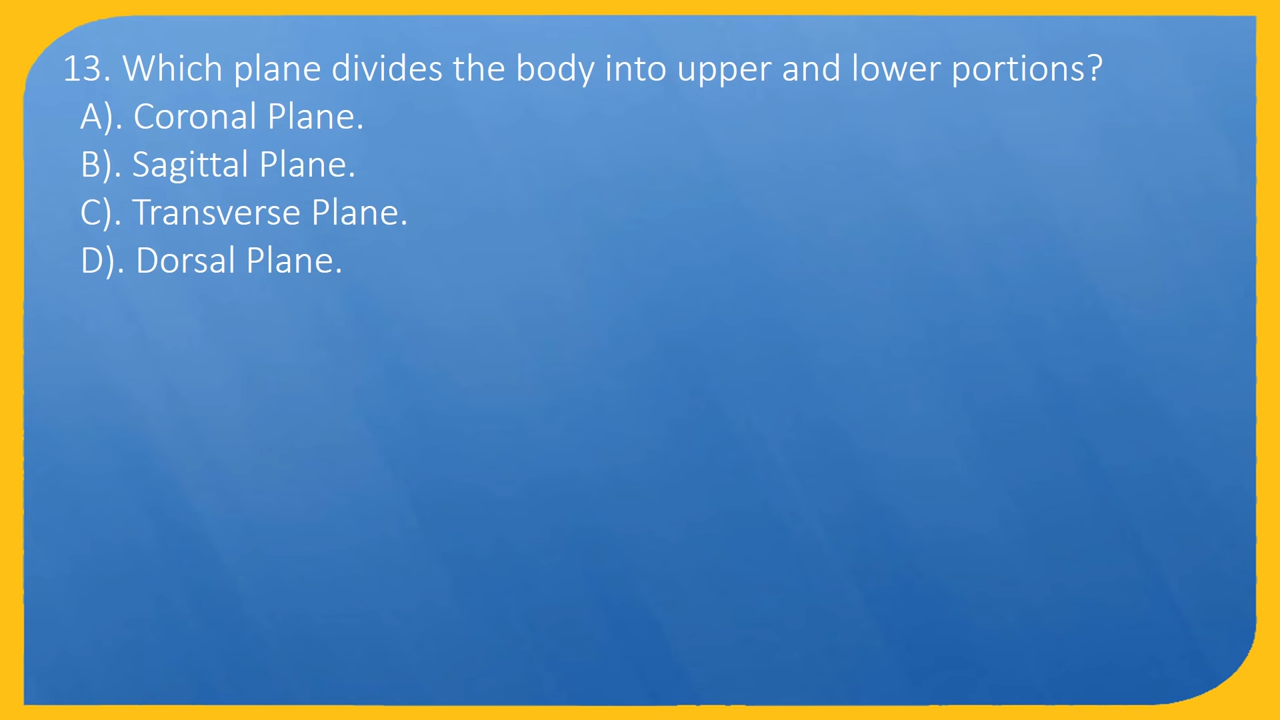 13. Which plane divides the body into upper and lower portions?
A). Coronal Plane.
B). Sagittal Plane.
C). Transverse Plane.
D). Dorsal Plane.